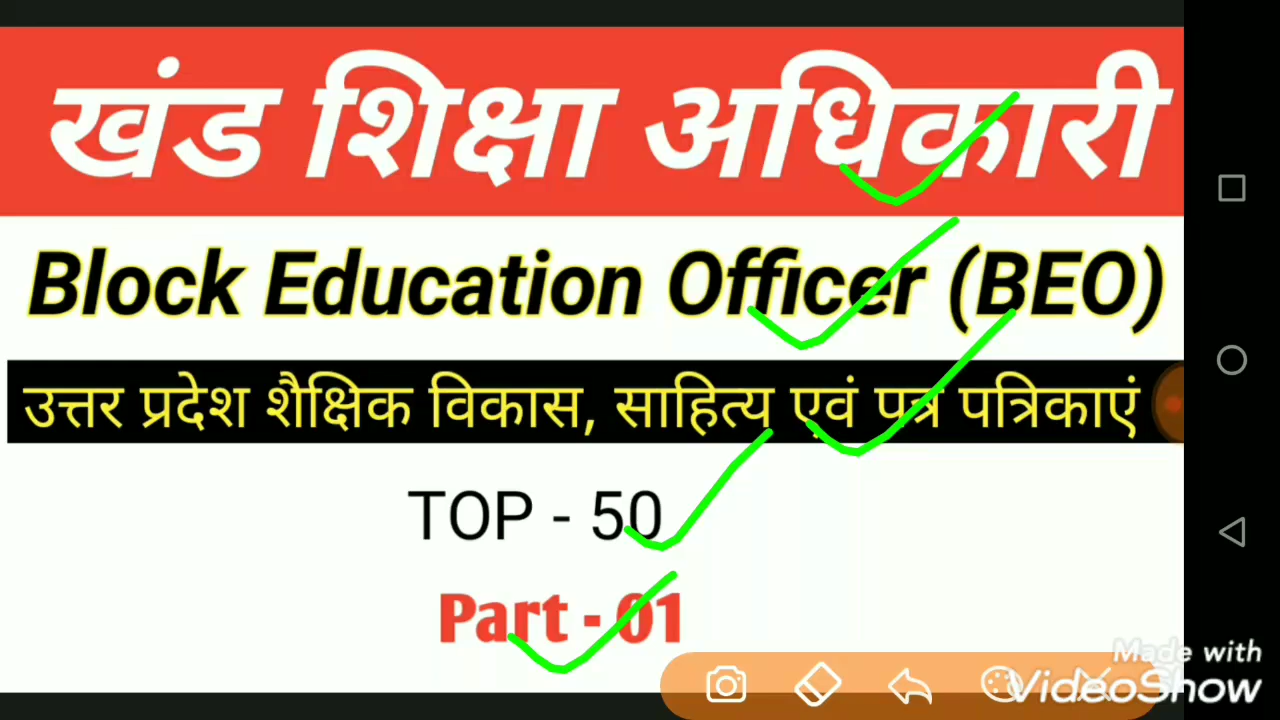 खंड शिक्षा अधिकारी
Block Education Officer (BEO)
उत्तर प्रदेश शैक्षिक विकास, साहित्य एवं पत्र पत्रिकाएं
TOP - 50
Part - 01
Made with
VideoShow